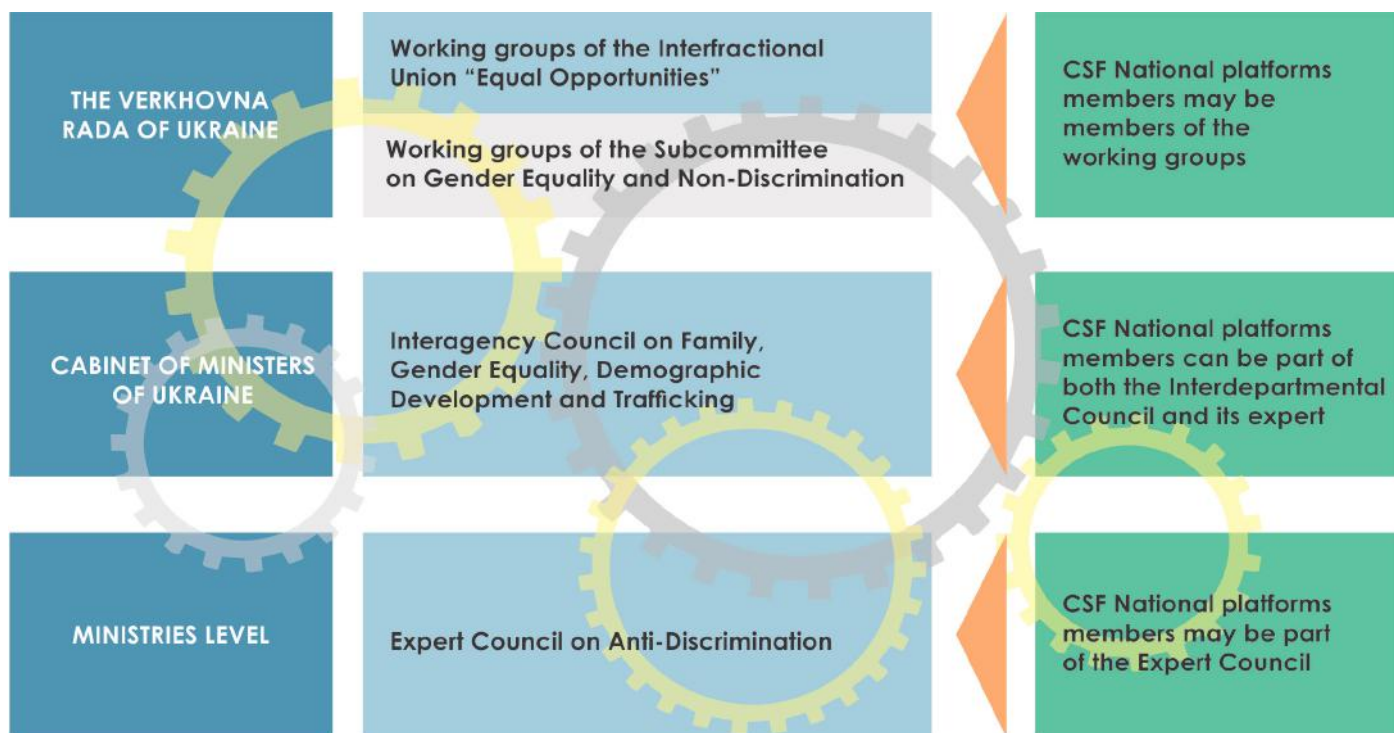 THE VERKHOVNA
RADA OF UKRAINE
Working groups of the Interfractional
Union “Equal Opportunities”
Working groups of the Subcommittee
on Gender Equality and Non-Discrimination
CSF National platforms
members may be
members of the
working groups
CABINET OF MINISTERS
OF UKRAINE
Interagency Council on Family,
Gender Equality, Demographic
Development and Trafficking
CSF National platforms
members can be part of
both the Interdepartmental
Council and its expert
MINISTRIES LEVEL
Expert Council on Anti-Discrimination
CSF National platforms
members may be part
of the Expert Council